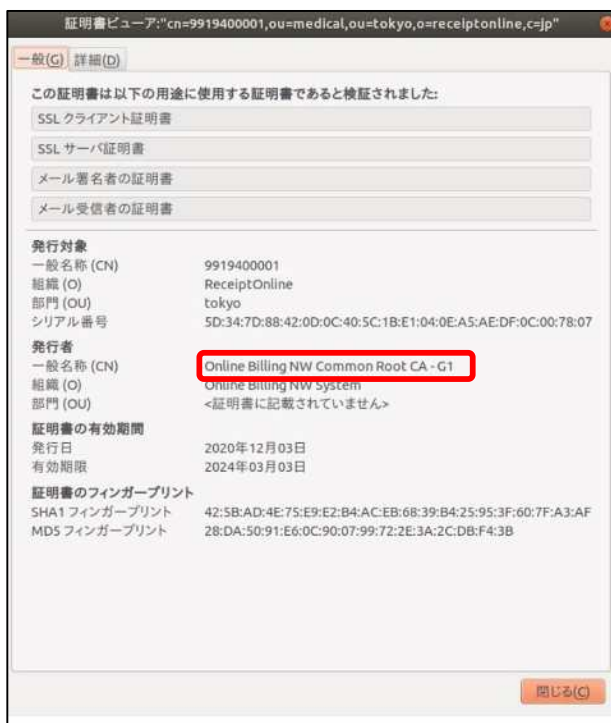 証明書ビューア:"cn=9919400001,ou=medical,ou=tokyo,o=receiptonline,c=jp"
一般(G) 詳細(D)
この証明書は以下の用途に使用する証明書であると検証されました:
SSL クライアント証明書
SSL サーバ証明書
メール署名者の証明書
メール受信者の証明書
発行対象
一般名称 (CN) 9919400001
組織 (O) ReceiptOnline
部門 (OU) tokyo
シリアル番号 5D:34:7D:88:42:0D:0C:40:5C:1B:E1:04:0E:A5:AE:DF:0C:00:78:07
発行者
一般名称 (CN) Online Billing NW Common Root CA - G1
組織 (O) Online Billing NW System
部門 (OU) <証明書に記載されていません>
証明書の有効期間
発行日 2020年12月03日
有効期限 2024年03月03日
証明書のフィンガープリント
SHA1 フィンガープリント 42:5B:AD:4E:75:E9:E2:B4:AC:EB:68:39:B4:25:95:3F:60:7F:A3:AF
MD5 フィンガープリント 28:DA:50:91:E6:0C:90:07:99:72:2E:3A:2C:DB:F4:3B
閉じる(C)